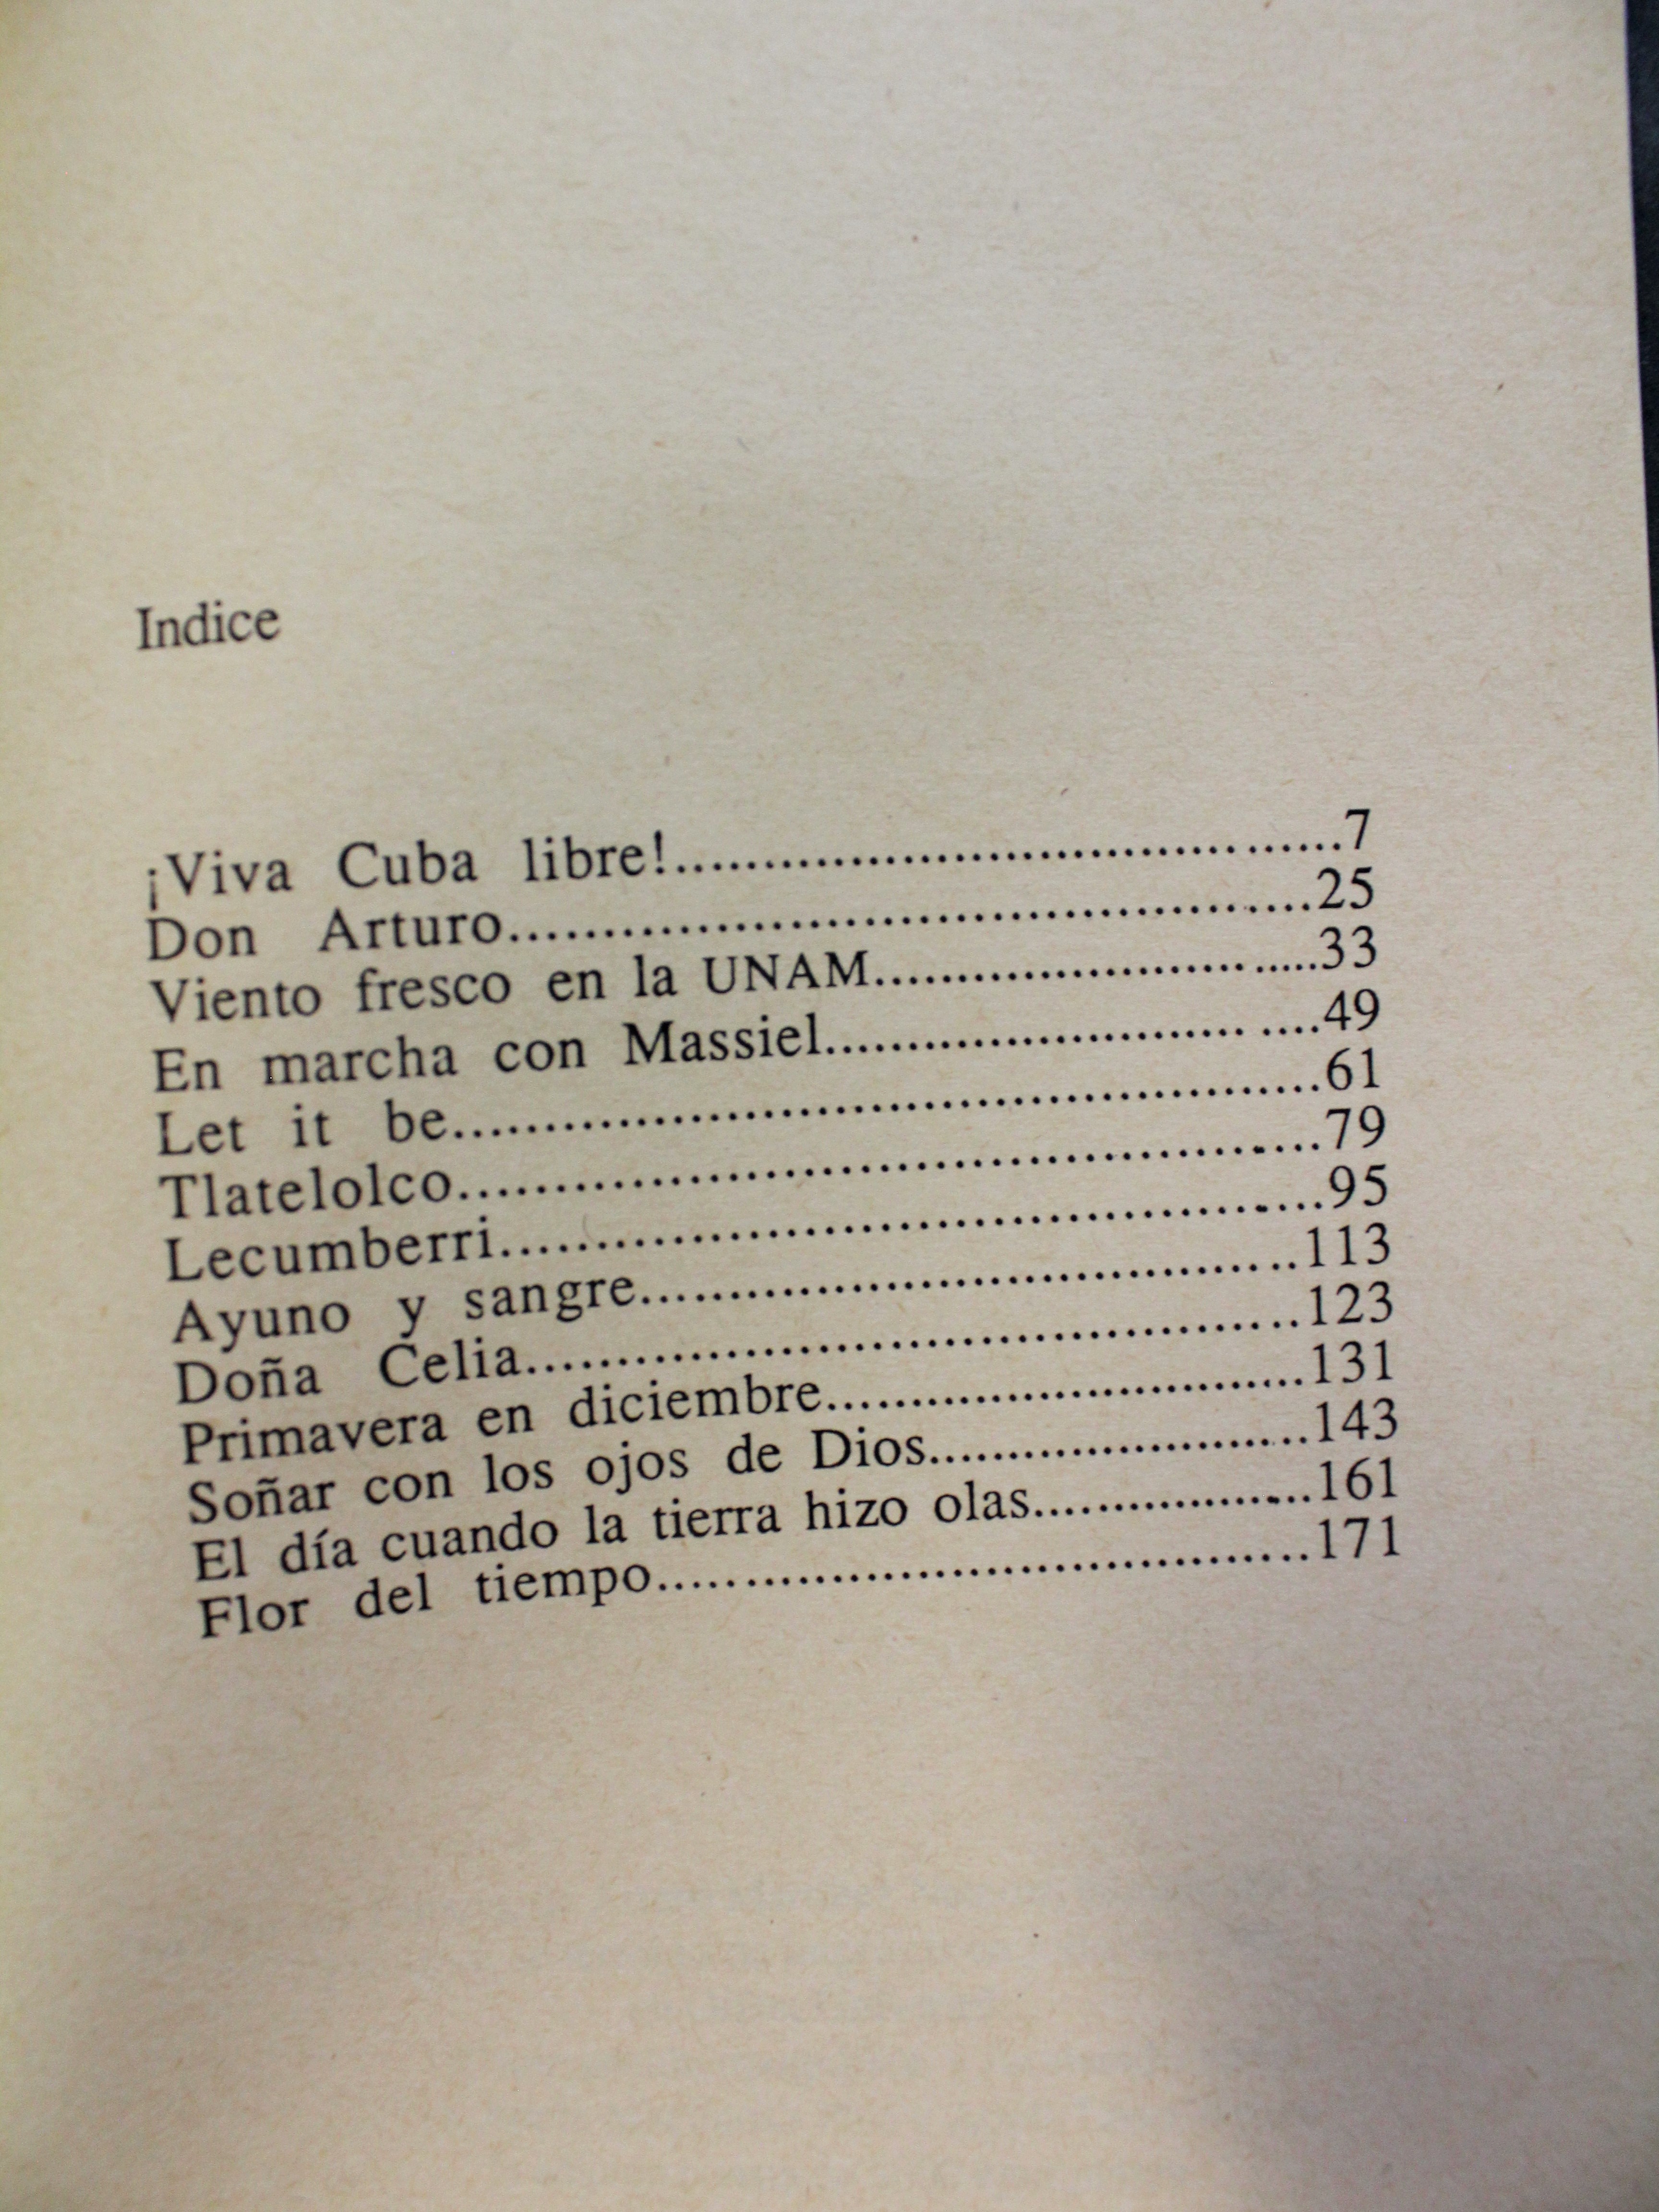 Indice
¡Viva Cuba libre!.............................................7
Don Arturo.......................................................25
Viento fresco en la UNAM..............................33
En marcha con Massiel..................................49
Let it be............................................................61
Tlatelolco..........................................................79
Lecumberri.......................................................95
Ayuno y sangre.............................................113
Doña Celia.....................................................123
Primavera en diciembre................................131
Soñar con los ojos de Dios..........................143
El día cuando la tierra hizo olas...................161
Flor del tiempo.............................................171